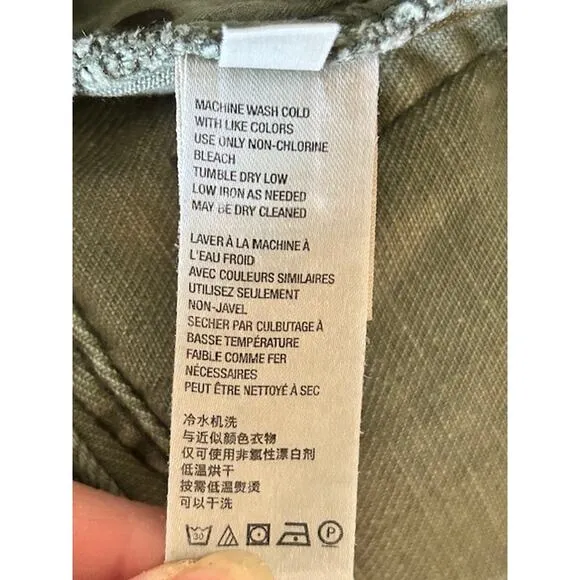 MACHINE WASH COLD
WITH LIKE COLORS
USE ONLY NON-CHLORINE
BLEACH
TUMBLE DRY LOW
LOW IRON AS NEEDED
MAY BE DRY CLEANED
LAVER À LA MACHINE À
L'EAU FROID
AVEC COULEURS SIMILAIRES
UTILISEZ SEULEMENT
NON-JAVEL
SECHER PAR CULBUTAGE À
BASSE TEMPÉRATURE
FAIBLE COMME FER
NÉCESSAIRES
PEUT ÊTRE NETTOYÉ À SEC
冷水机洗
与近似颜色衣物
仅可使用非氯性漂白剂
低温烘干
按需低温熨烫
可以干洗
30 P